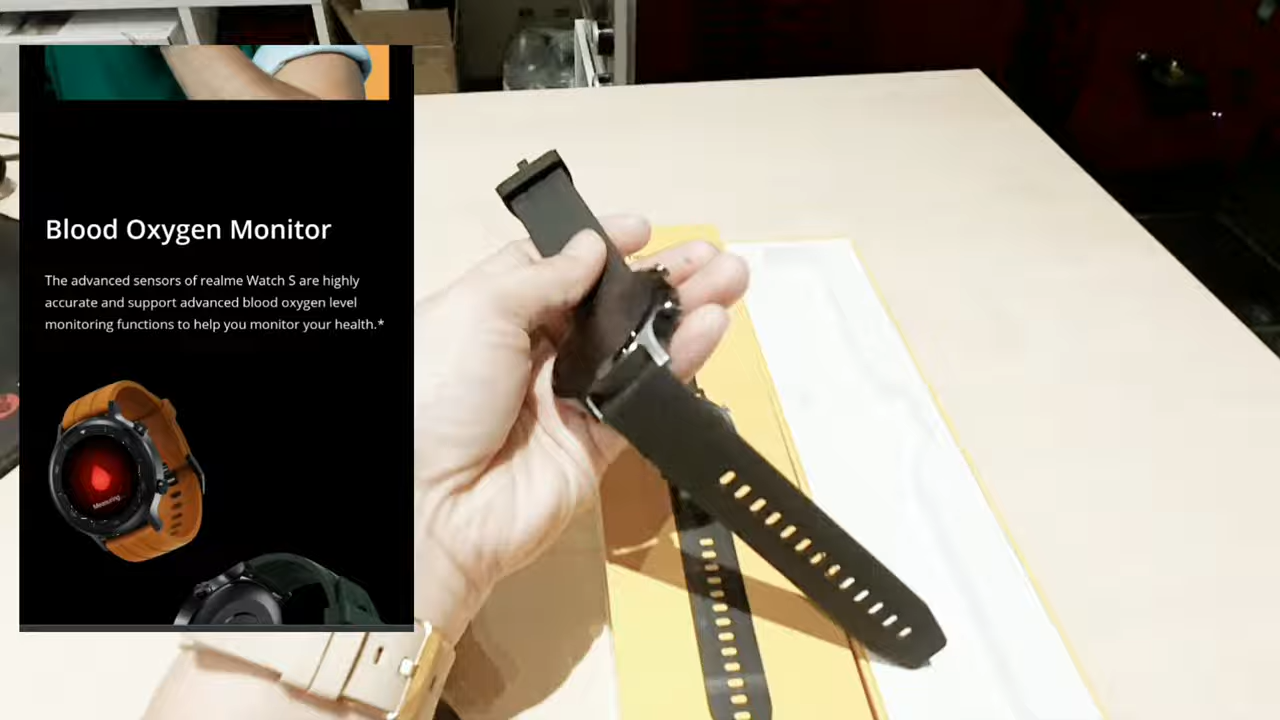 Blood Oxygen Monitor
The advanced sensors of realme Watch S are highly
accurate and support advanced blood oxygen level
monitoring functions to help you monitor your health.*
Measuring...